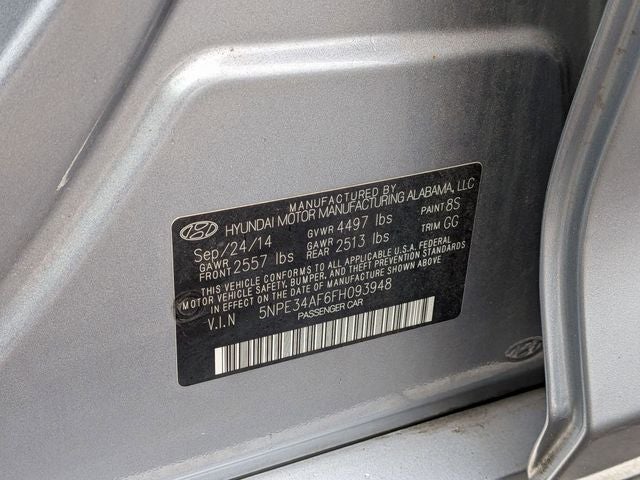 MANUFACTURED BY
HYUNDAI MOTOR MANUFACTURING ALABAMA, LLC
Sep/24/14 GVWR 4497 lbs PAINT 8S
GAWR FRONT 2557 lbs GAWR REAR 2513 lbs TRIM GG
THIS VEHICLE CONFORMS TO ALL APPLICABLE U.S.A. FEDERAL
MOTOR VEHICLE SAFETY, BUMPER, AND THEFT PREVENTION STANDARDS
IN EFFECT ON THE DATE OF MANUFACTURE SHOWN ABOVE.
V.I.N 5NPE34AF6FH093948
PASSENGER CAR